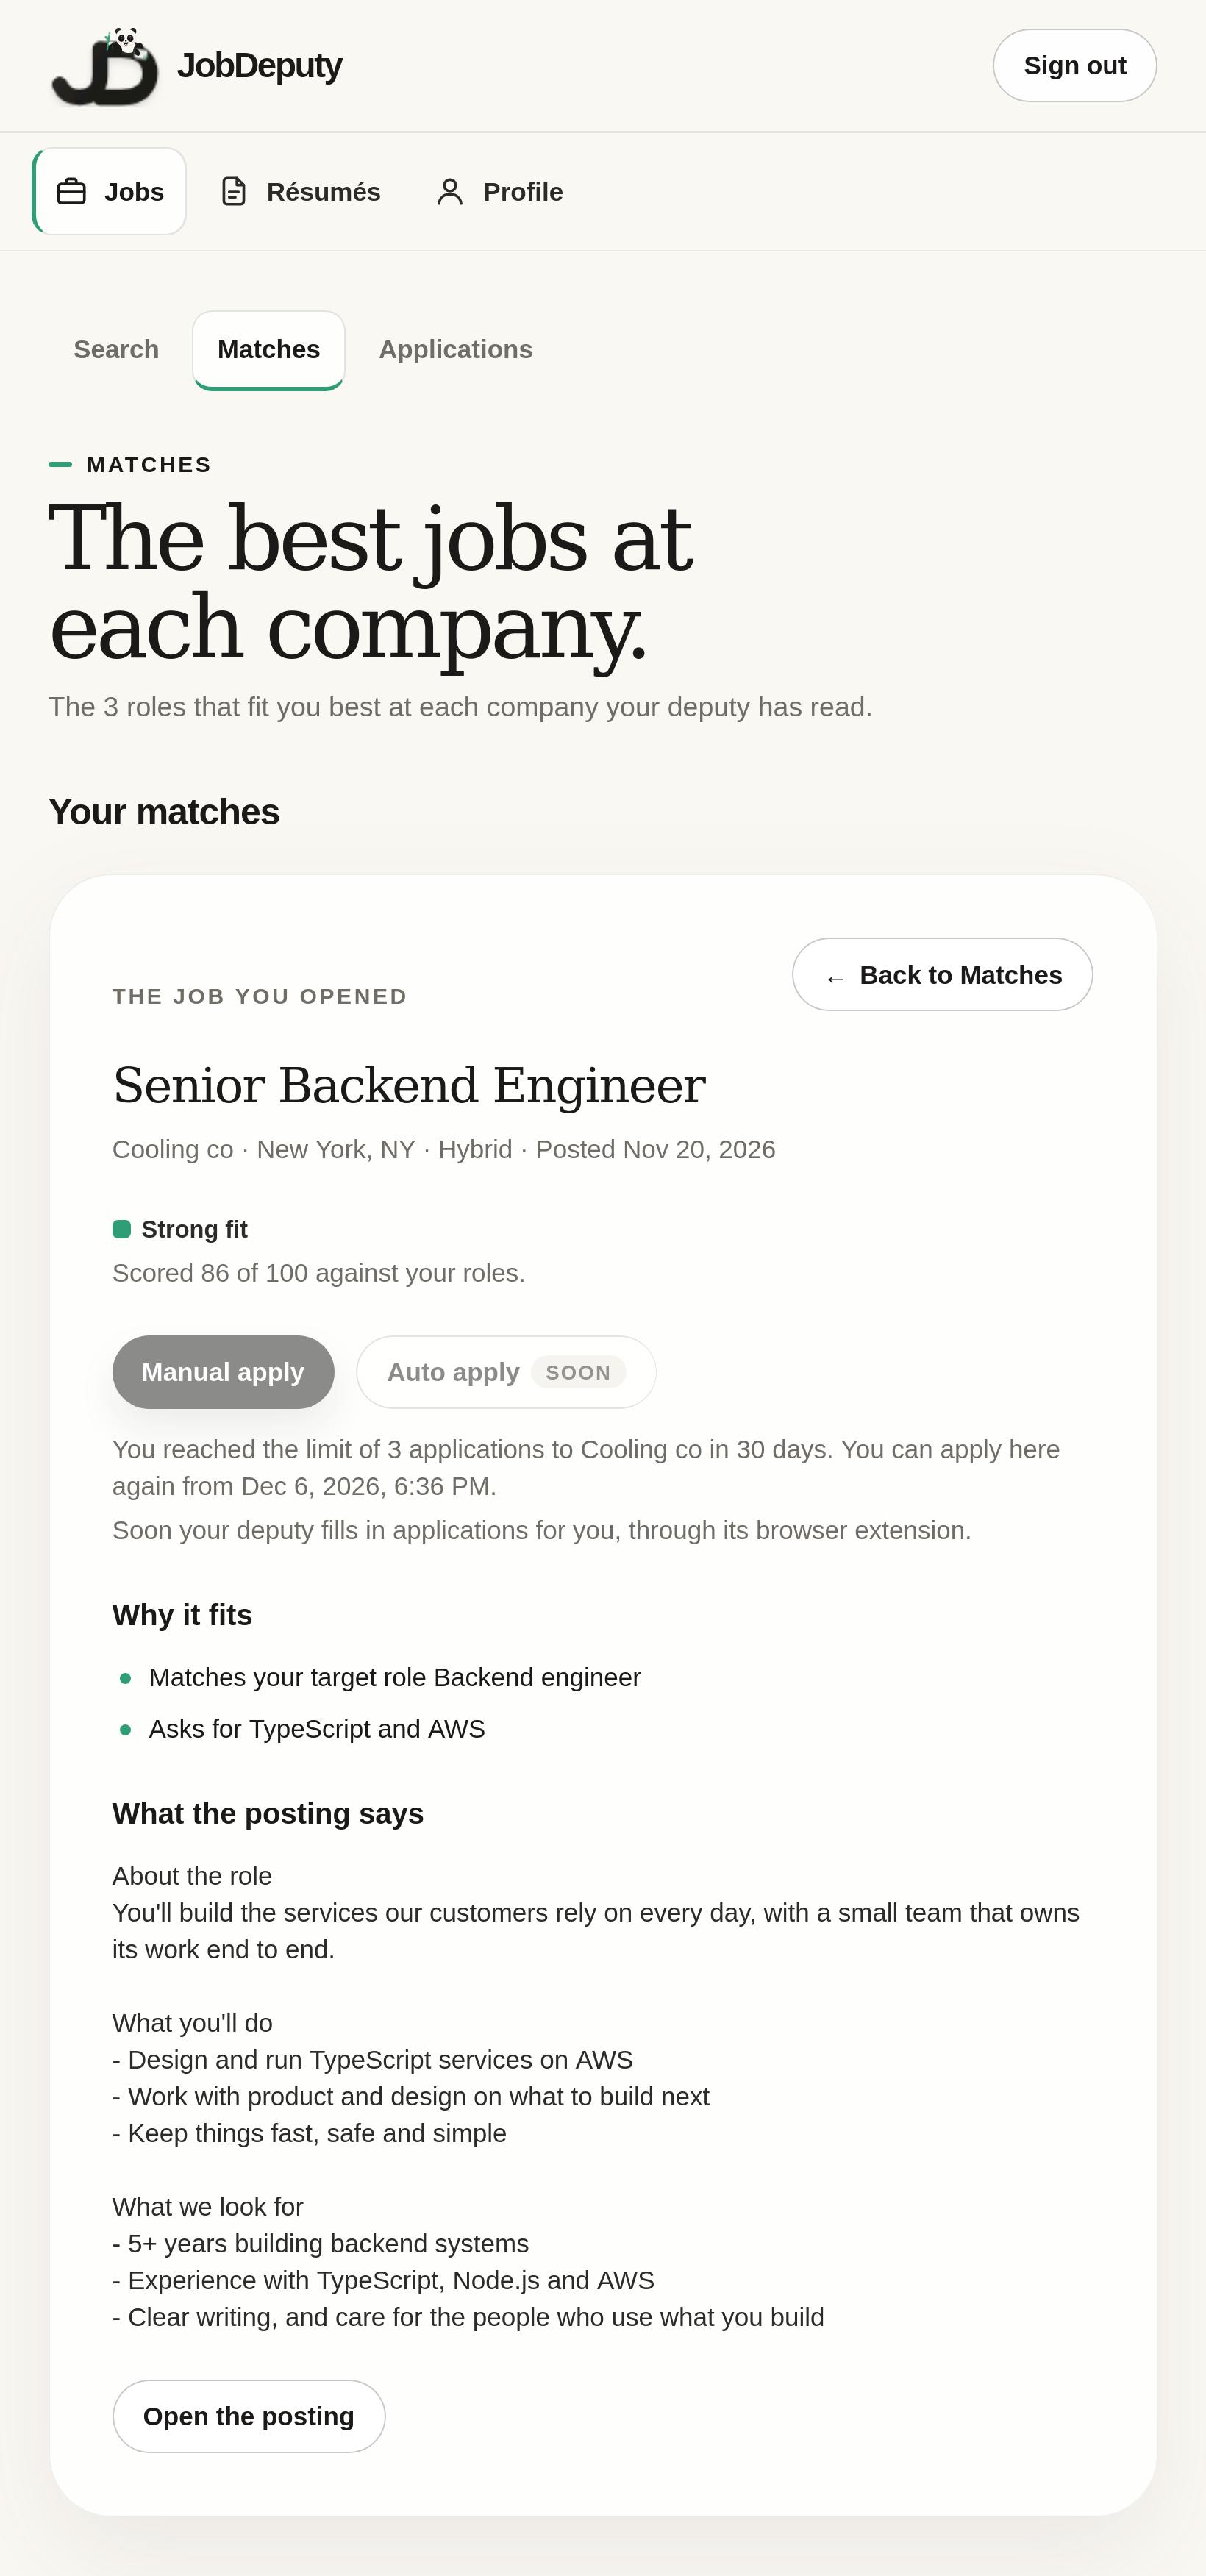 JD JobDeputy
Sign out
Jobs
Résumés
Profile
Search
Matches
Applications
MATCHES
The best jobs at
each company.
The 3 roles that fit you best at each company your deputy has read.
Your matches
THE JOB YOU OPENED
← Back to Matches
Senior Backend Engineer
Cooling co · New York, NY · Hybrid · Posted Nov 20, 2026
Strong fit
Scored 86 of 100 against your roles.
Manual apply
Auto apply SOON
You reached the limit of 3 applications to Cooling co in 30 days. You can apply here
again from Dec 6, 2026, 6:36 PM.
Soon your deputy fills in applications for you, through its browser extension.
Why it fits
Matches your target role Backend engineer
Asks for TypeScript and AWS
What the posting says
About the role
You'll build the services our customers rely on every day, with a small team that owns
its work end to end.
What you'll do
- Design and run TypeScript services on AWS
- Work with product and design on what to build next
- Keep things fast, safe and simple
What we look for
- 5+ years building backend systems
- Experience with TypeScript, Node.js and AWS
- Clear writing, and care for the people who use what you build
Open the posting